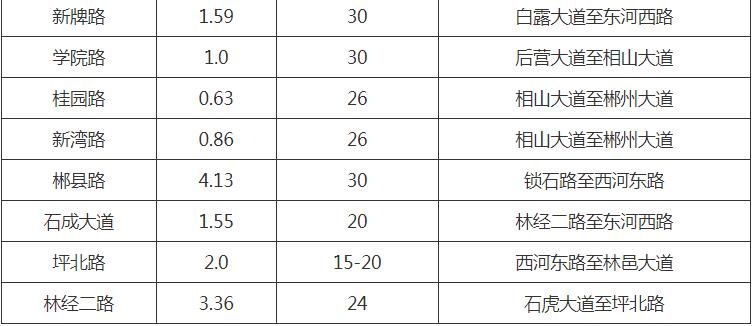 新牌路 1.59 30 白露大道至东河西路
学院路 1.0 30 后营大道至相山大道
桂园路 0.63 26 相山大道至郴州大道
新湾路 0.86 26 相山大道至郴州大道
郴县路 4.13 30 锁石路至西河东路
石成大道 1.55 20 林经二路至东河西路
坪北路 2.0 15-20 西河东路至林邑大道
林经二路 3.36 24 石虎大道至坪北路